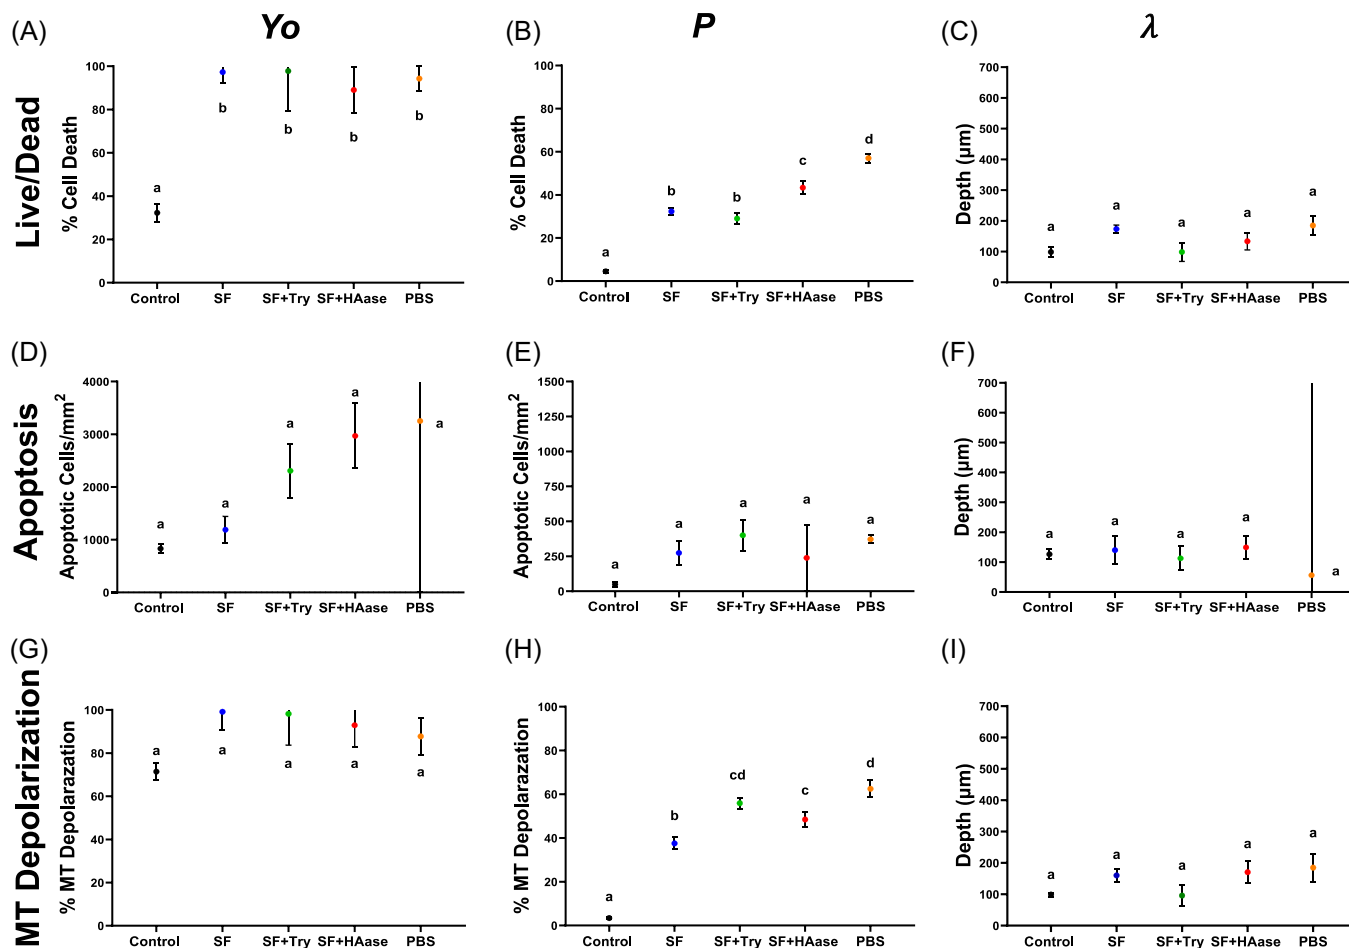 Yo
P
λ
Live/Dead
Apoptosis
MT Depolarization
(A)
% Cell Death
100
80
60
40
20
0
a
b
b
b
b
Control SF SF+Try SF+HAase PBS
(B)
% Cell Death
100
80
60
40
20
0
a
b
b
c
d
Control SF SF+Try SF+HAase PBS
(C)
Depth (µm)
700
600
500
400
300
200
100
0
a
a
a
a
a
Control SF SF+Try SF+HAase PBS
(D)
Apoptotic Cells/mm²
4000
3000
2000
1000
0
a
a
a
a
a
Control SF SF+Try SF+HAase PBS
(E)
Apoptotic Cells/mm²
1500
1250
1000
750
500
250
0
a
a
a
a
a
Control SF SF+Try SF+HAase PBS
(F)
Depth (µm)
700
600
500
400
300
200
100
0
a
a
a
a
a
Control SF SF+Try SF+HAase PBS
(G)
% MT Depolarazation
100
80
60
40
20
0
a
a
a
a
a
Control SF SF+Try SF+HAase PBS
(H)
% MT Depolarazation
100
80
60
40
20
0
a
b
cd
c
d
Control SF SF+Try SF+HAase PBS
(I)
Depth (µm)
700
600
500
400
300
200
100
0
a
a
a
a
a
Control SF SF+Try SF+HAase PBS